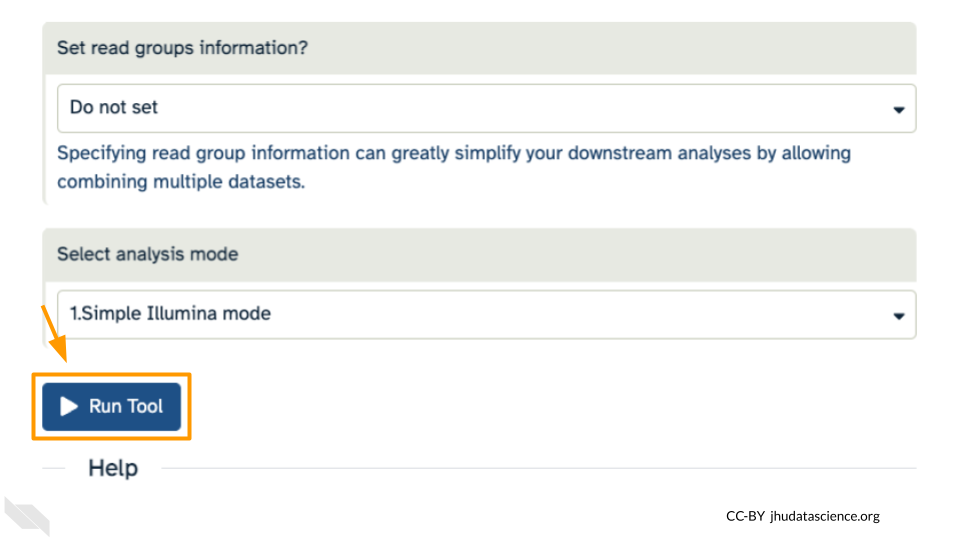 Set read groups information?
Do not set
Specifying read group information can greatly simplify your downstream analyses by allowing
combining multiple datasets.
Select analysis mode
1.Simple Illumina mode
Run Tool
Help
CC-BY jhudatascience.org